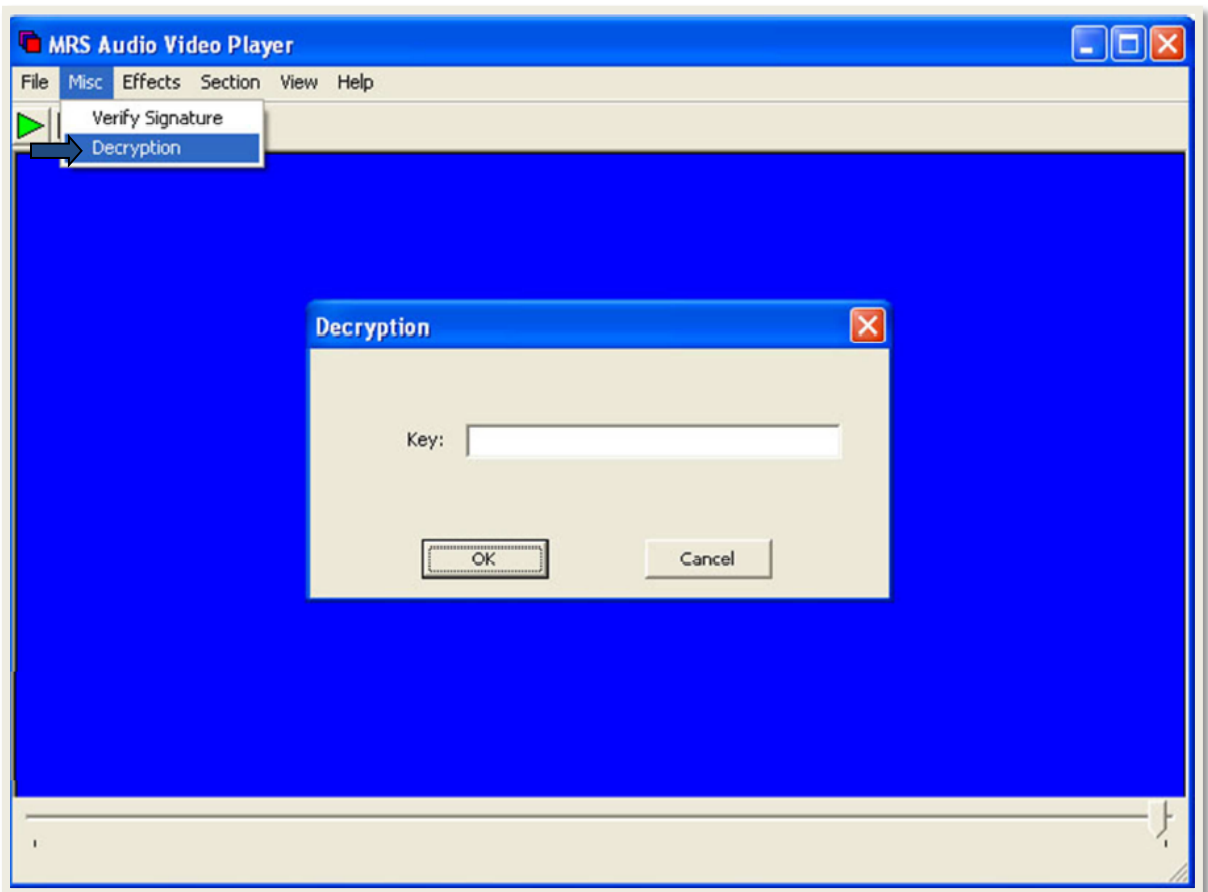 MRS Audio Video Player
File Misc Effects Section View Help
Verify Signature
Decryption
Decryption
Key:
OK
Cancel